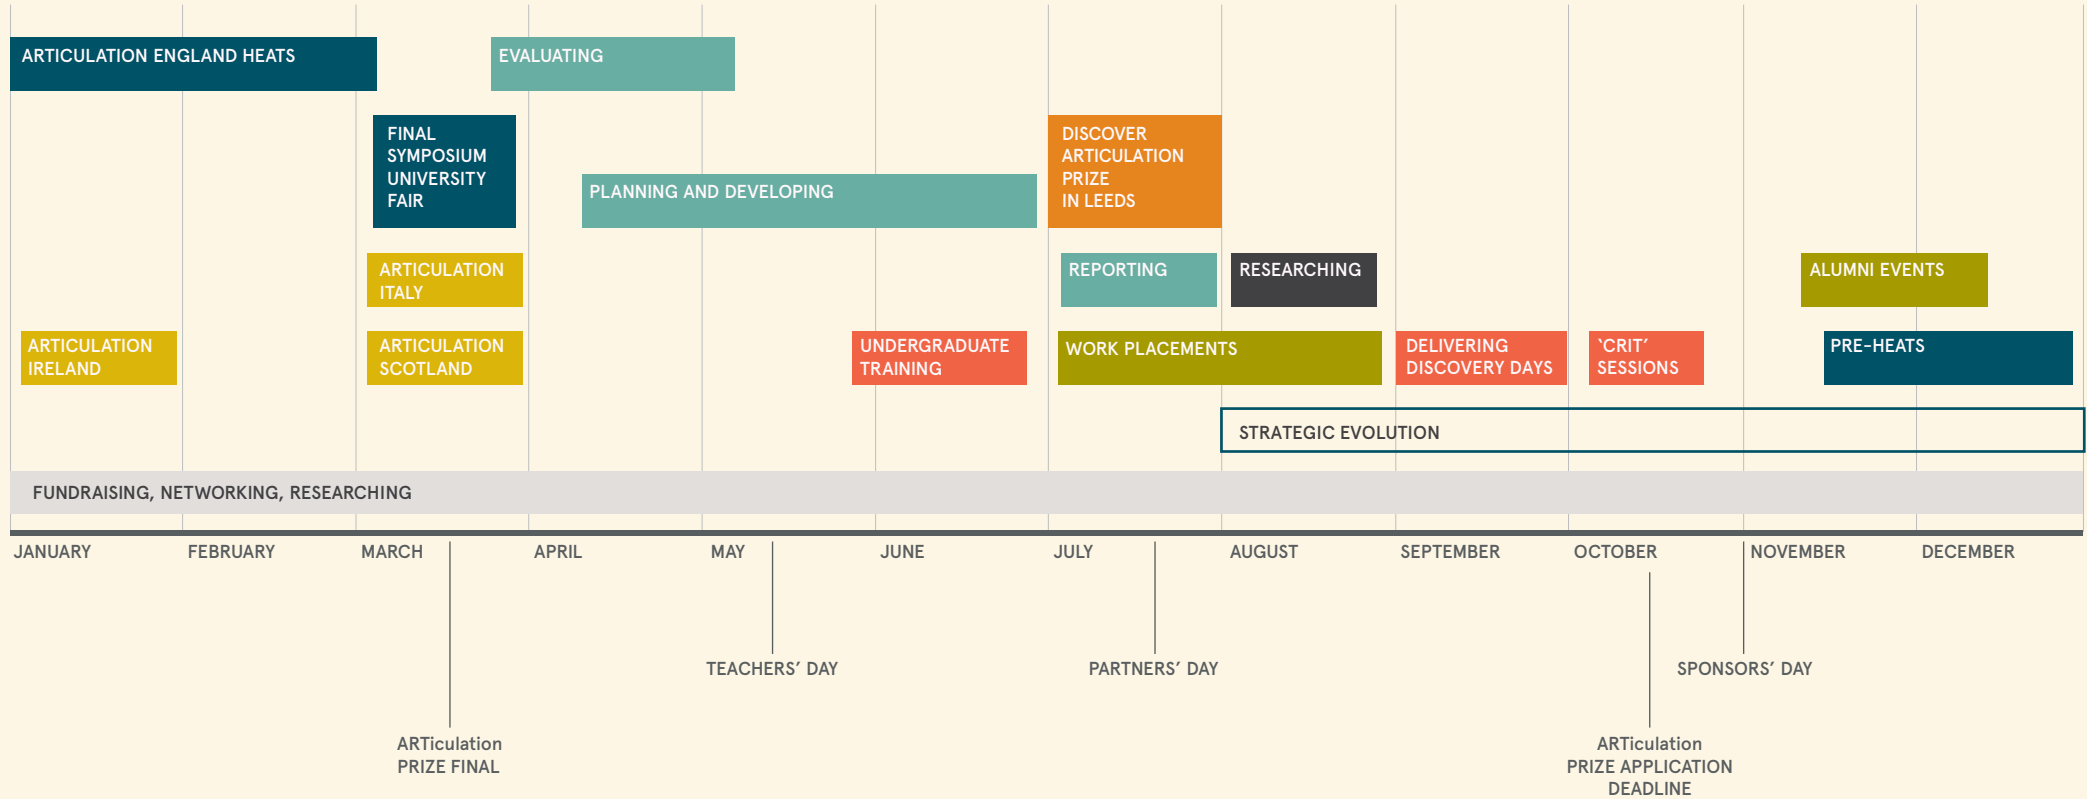 ARTICULATION ENGLAND HEATS
EVALUATING
FINAL
SYMPOSIUM
UNIVERSITY
FAIR
DISCOVER
ARTICULATION
PRIZE
IN LEEDS
PLANNING AND DEVELOPING
ARTICULATION
ITALY
REPORTING
RESEARCHING
ALUMNI EVENTS
ARTICULATION
IRELAND
ARTICULATION
SCOTLAND
UNDERGRADUATE
TRAINING
WORK PLACEMENTS
DELIVERING
DISCOVERY DAYS
‘CRIT’
SESSIONS
PRE-HEATS
STRATEGIC EVOLUTION
FUNDRAISING, NETWORKING, RESEARCHING
JANUARY
FEBRUARY
MARCH
APRIL
MAY
JUNE
JULY
AUGUST
SEPTEMBER
OCTOBER
NOVEMBER
DECEMBER
TEACHERS’ DAY
PARTNERS’ DAY
SPONSORS’ DAY
ARTiculation
PRIZE FINAL
ARTiculation
PRIZE APPLICATION
DEADLINE